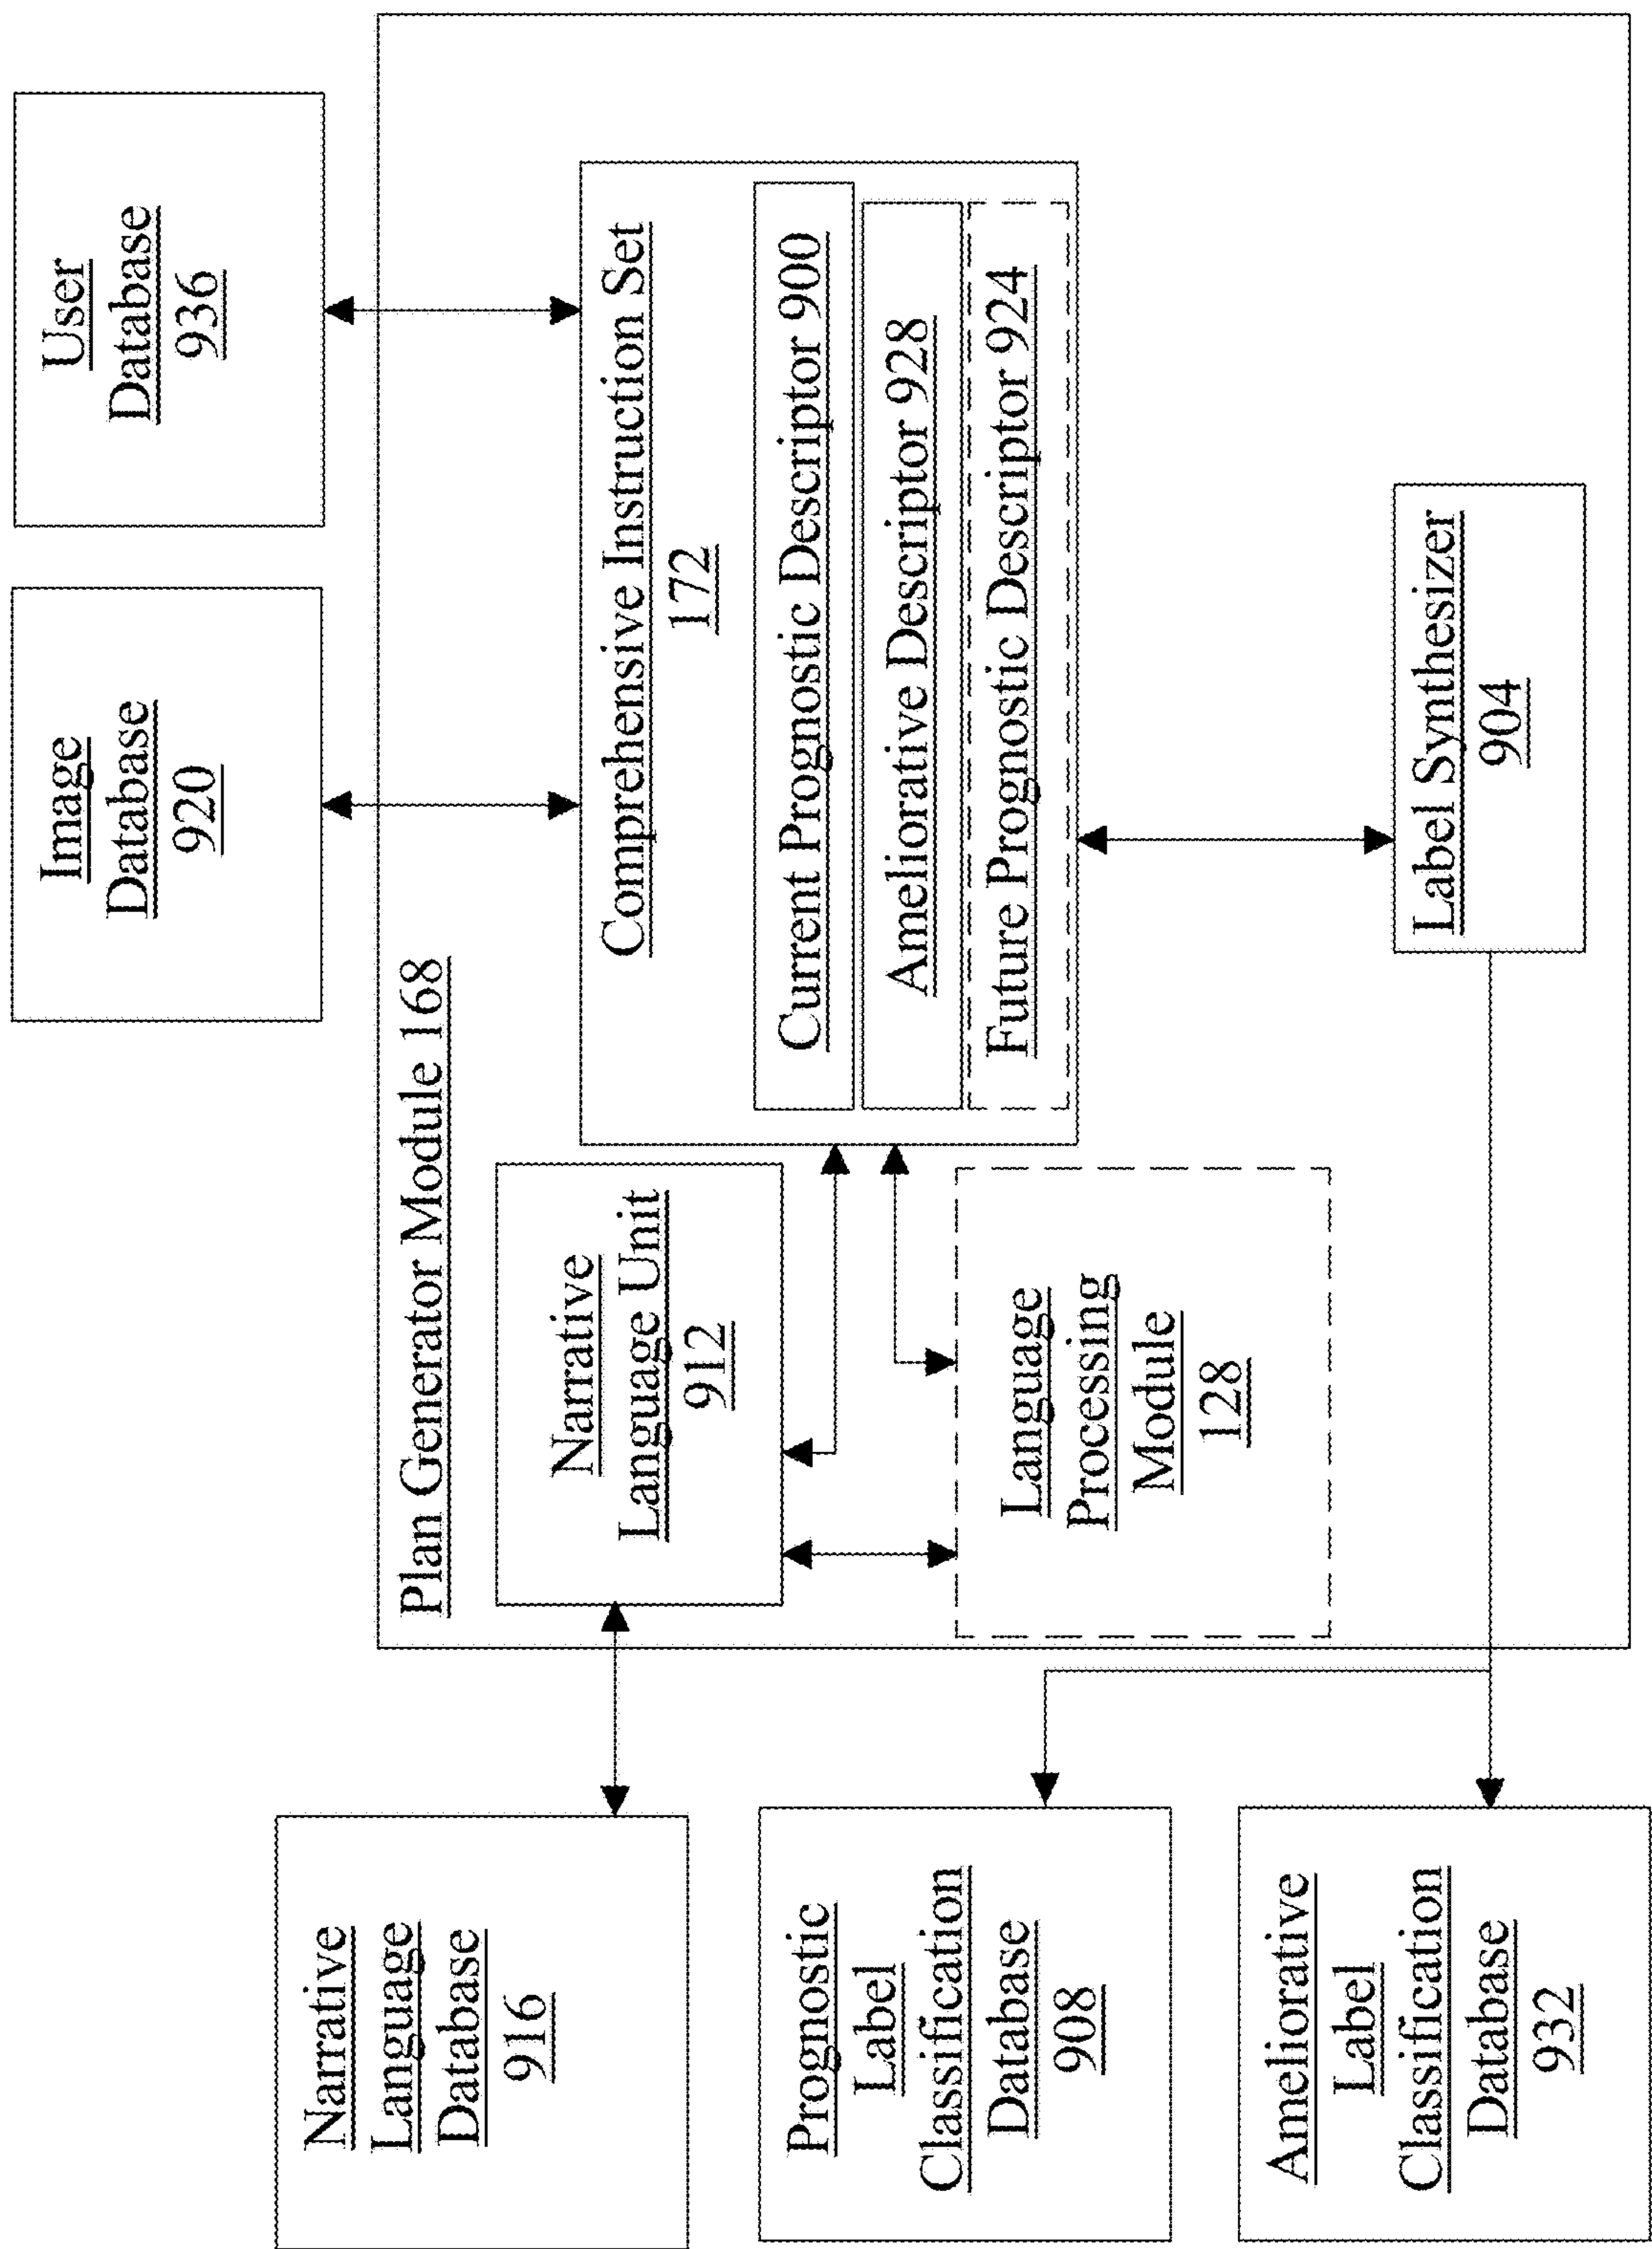 Image
Database
920
User
Database
936
Plan Generator Module 168
Narrative
Language Database
916
Narrative
Language Unit
912
Comprehensive Instruction Set
172
Current Prognostic Descriptor 900
Ameliorative Descriptor 928
Future Prognostic Descriptor 924
Prognostic
Label
Classification
Database
908
Language
Processing
Module
128
Ameliorative
Label
Classification
Database
932
Label Synthesizer
904